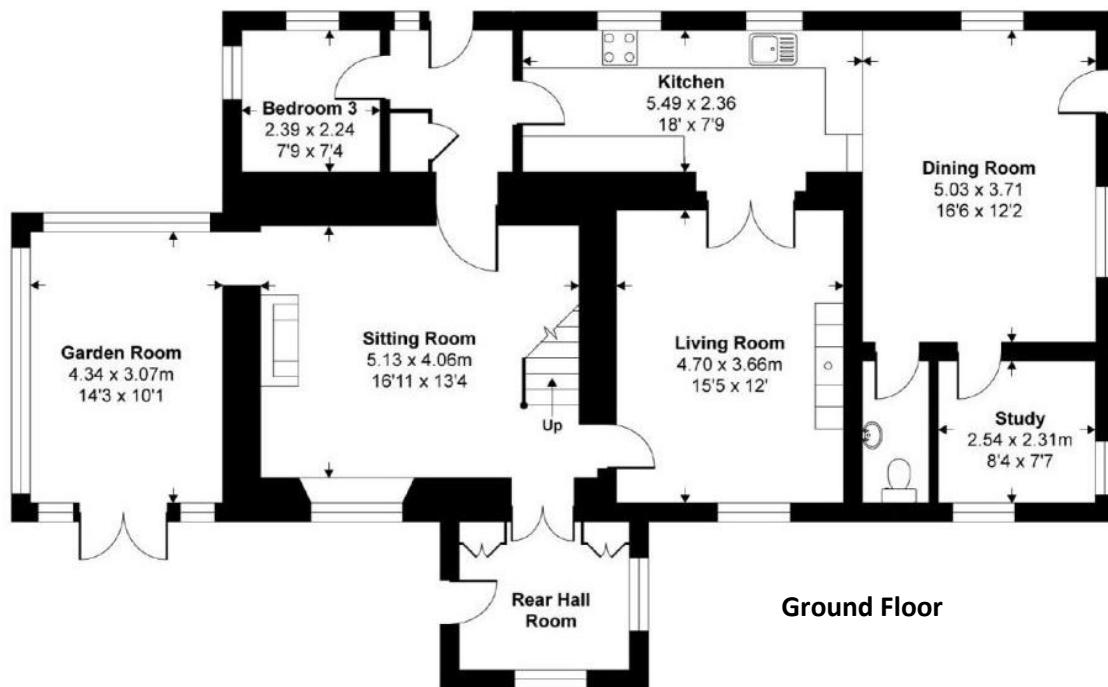 Bedroom 3
2.39 x 2.24
7'9 x 7'4
Kitchen
5.49 x 2.36
18' x 7'9
Dining Room
5.03 x 3.71
16'6 x 12'2
Garden Room
4.34 x 3.07m
14'3 x 10'1
Sitting Room
5.13 x 4.06m
16'11 x 13'4
Up
Living Room
4.70 x 3.66m
15'5 x 12'
Study
2.54 x 2.31m
8'4 x 7'7
Rear Hall
Room
Ground Floor